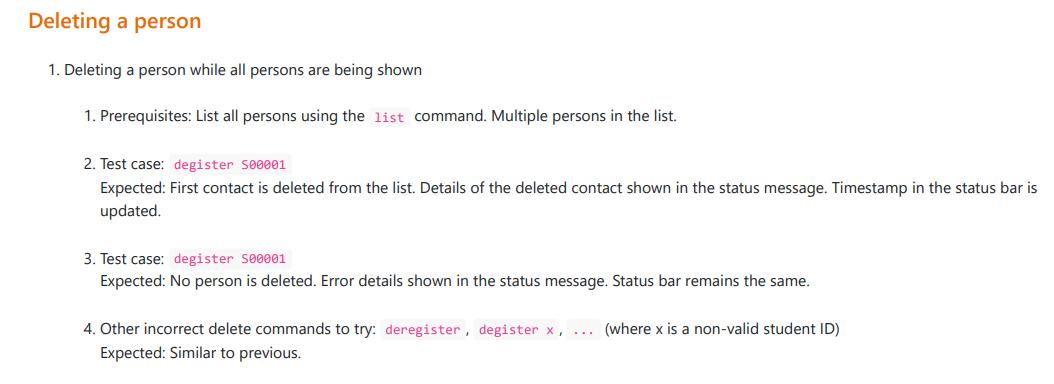 Deleting a person
1. Deleting a person while all persons are being shown
1. Prerequisites: List all persons using the list command. Multiple persons in the list.
2. Test case: degister S00001
Expected: First contact is deleted from the list. Details of the deleted contact shown in the status message. Timestamp in the status bar is
updated.
3. Test case: degister S00001
Expected: No person is deleted. Error details shown in the status message. Status bar remains the same.
4. Other incorrect delete commands to try: deregister, degister x, ... (where x is a non-valid student ID)
Expected: Similar to previous.